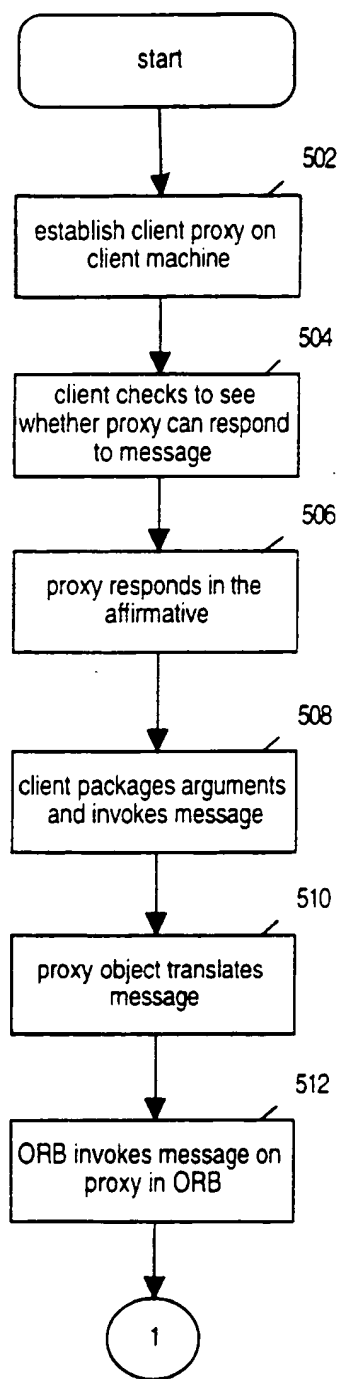 start
502
establish client proxy on
client machine
504
client checks to see
whether proxy can respond
to message
506
proxy responds in the
affirmative
508
client packages arguments
and invokes message
510
proxy object translates
message
512
ORB invokes message on
proxy in ORB
1